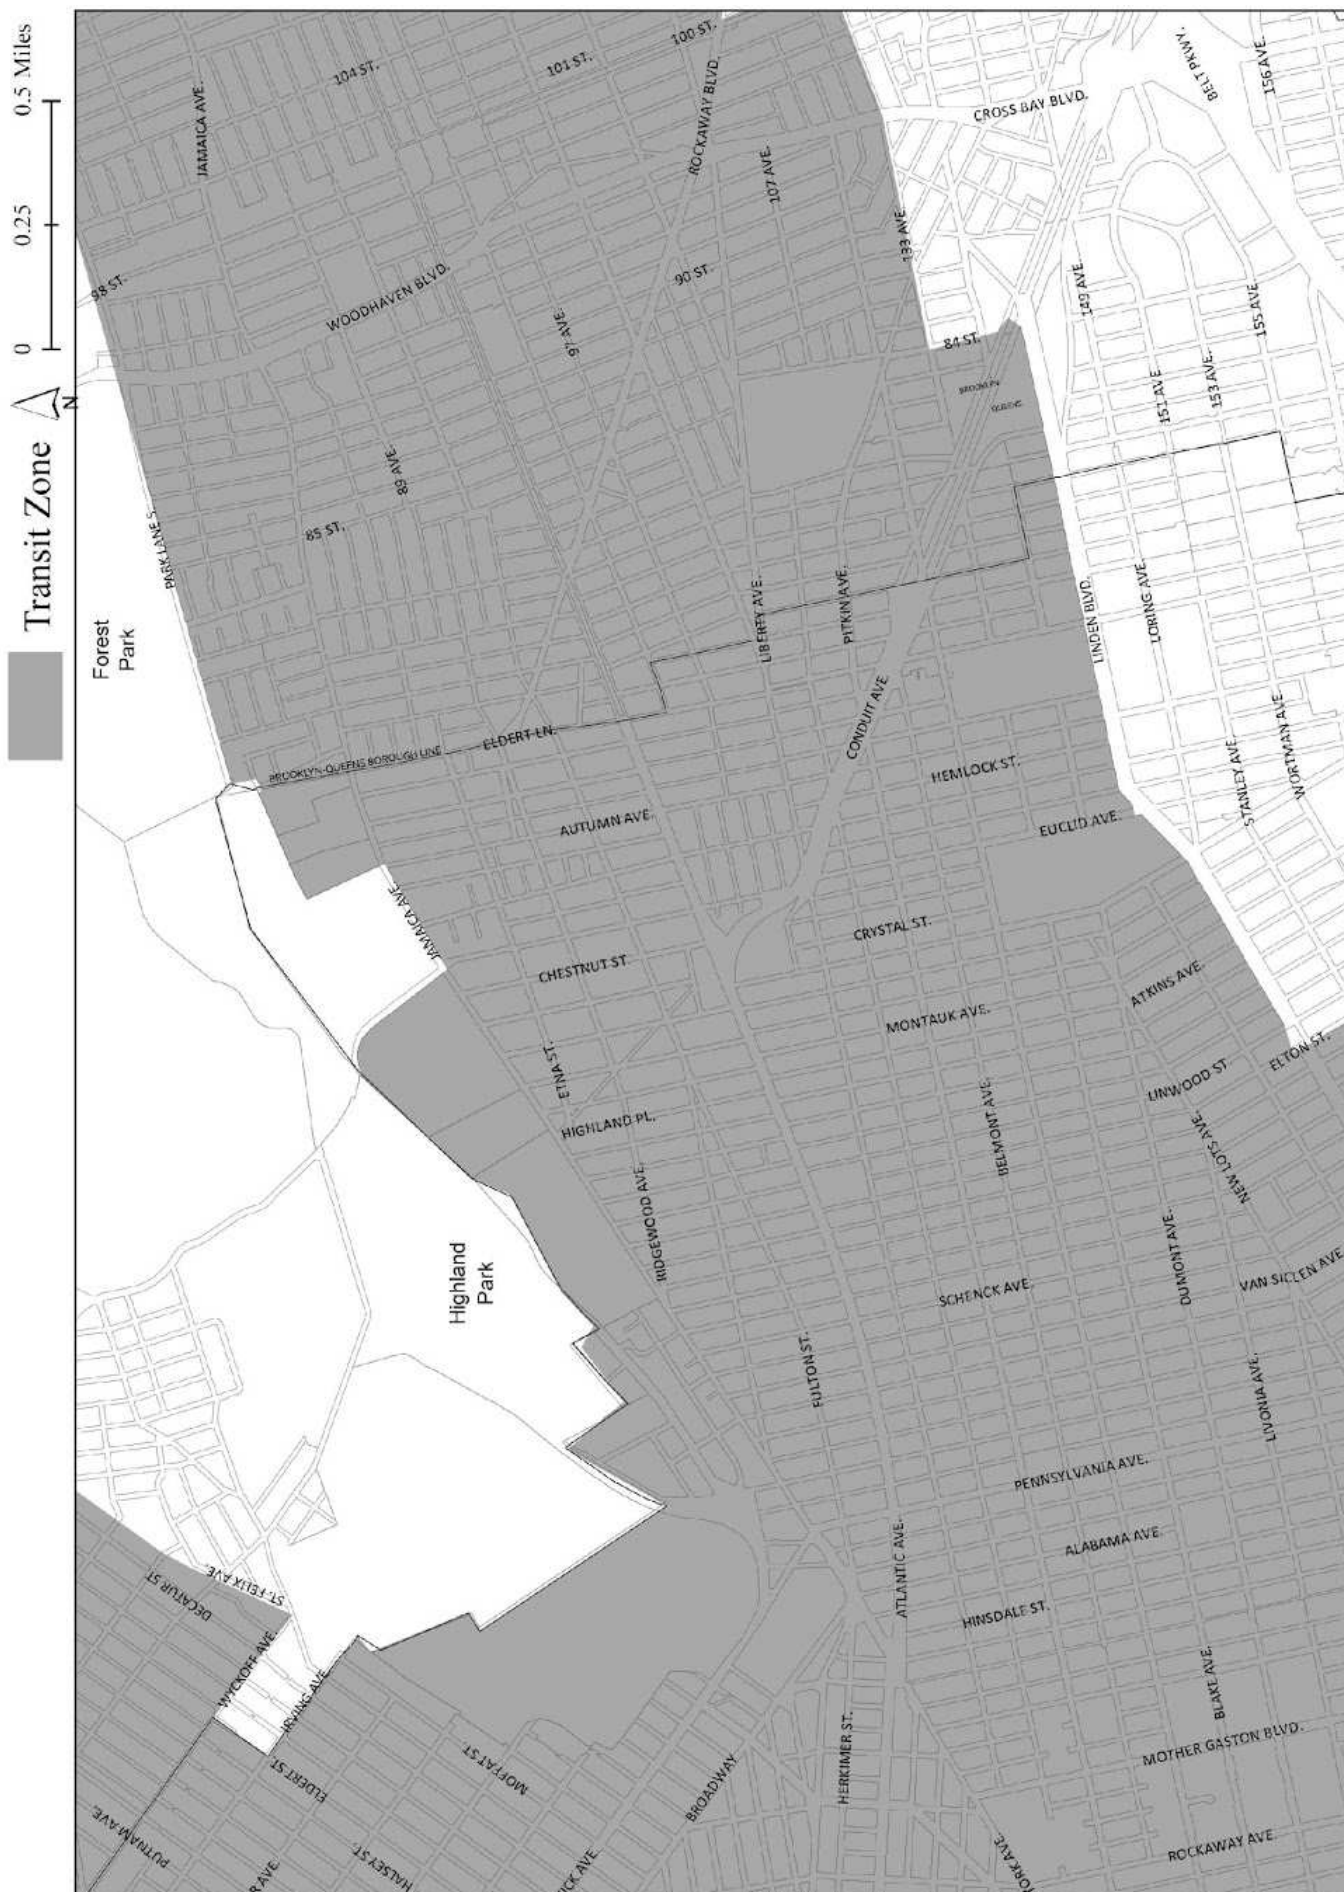 Transit Zone
N
0 0.25 0.5 Miles
Forest
Park
Highland
Park
98 ST.
JAMAICA AVE.
104 ST.
101 ST.
100 ST.
ROCKAWAY BLVD.
WOODHAVEN BLVD.
107 AVE.
CROSS BAY BLVD.
BELT PKWY.
156 AVE.
133 AVE.
90 ST.
97 AVE.
149 AVE.
155 AVE.
84 ST.
BROOKLYN
QUEENS
153 AVE.
151 AVE.
89 AVE.
85 ST.
PARK LANE S.
LIBERTY AVE.
PITKIN AVE.
LINDEN BLVD.
LORING AVE.
BROOKLYN-QUEENS BOROUGH LINE
ELDERT LN.
CONDUIT AVE.
HEMLOCK ST.
STANLEY AVE.
WORTMAN AVE.
AUTUMN AVE.
EUCLID AVE.
JAMAICA AVE.
CHESTNUT ST.
CRYSTAL ST.
ATKINS AVE.
MONTAUK AVE.
ETNA ST.
HIGHLAND PL.
BELMONT AVE.
LINWOOD ST.
ELTON ST.
NEW LOTS AVE.
RIDGEWOOD AVE.
DUMONT AVE.
VAN SICLEN AVE.
SCHENCK AVE.
FULTON ST.
LIVONIA AVE.
PENNSYLVANIA AVE.
ALABAMA AVE.
ATLANTIC AVE.
HINSDALE ST.
ST. FELIX AVE.
DECATUR ST.
WYCKOFF AVE.
IRVING AVE.
BLAKE AVE.
MOTHER GASTON BLVD.
HERKIMER ST.
MOFFAT ST.
BROADWAY
ELDERT ST.
PUTNAM AVE.
HALSEY ST.
R AVE.
ICK AVE.
YORK AVE.
ROCKAWAY AVE.